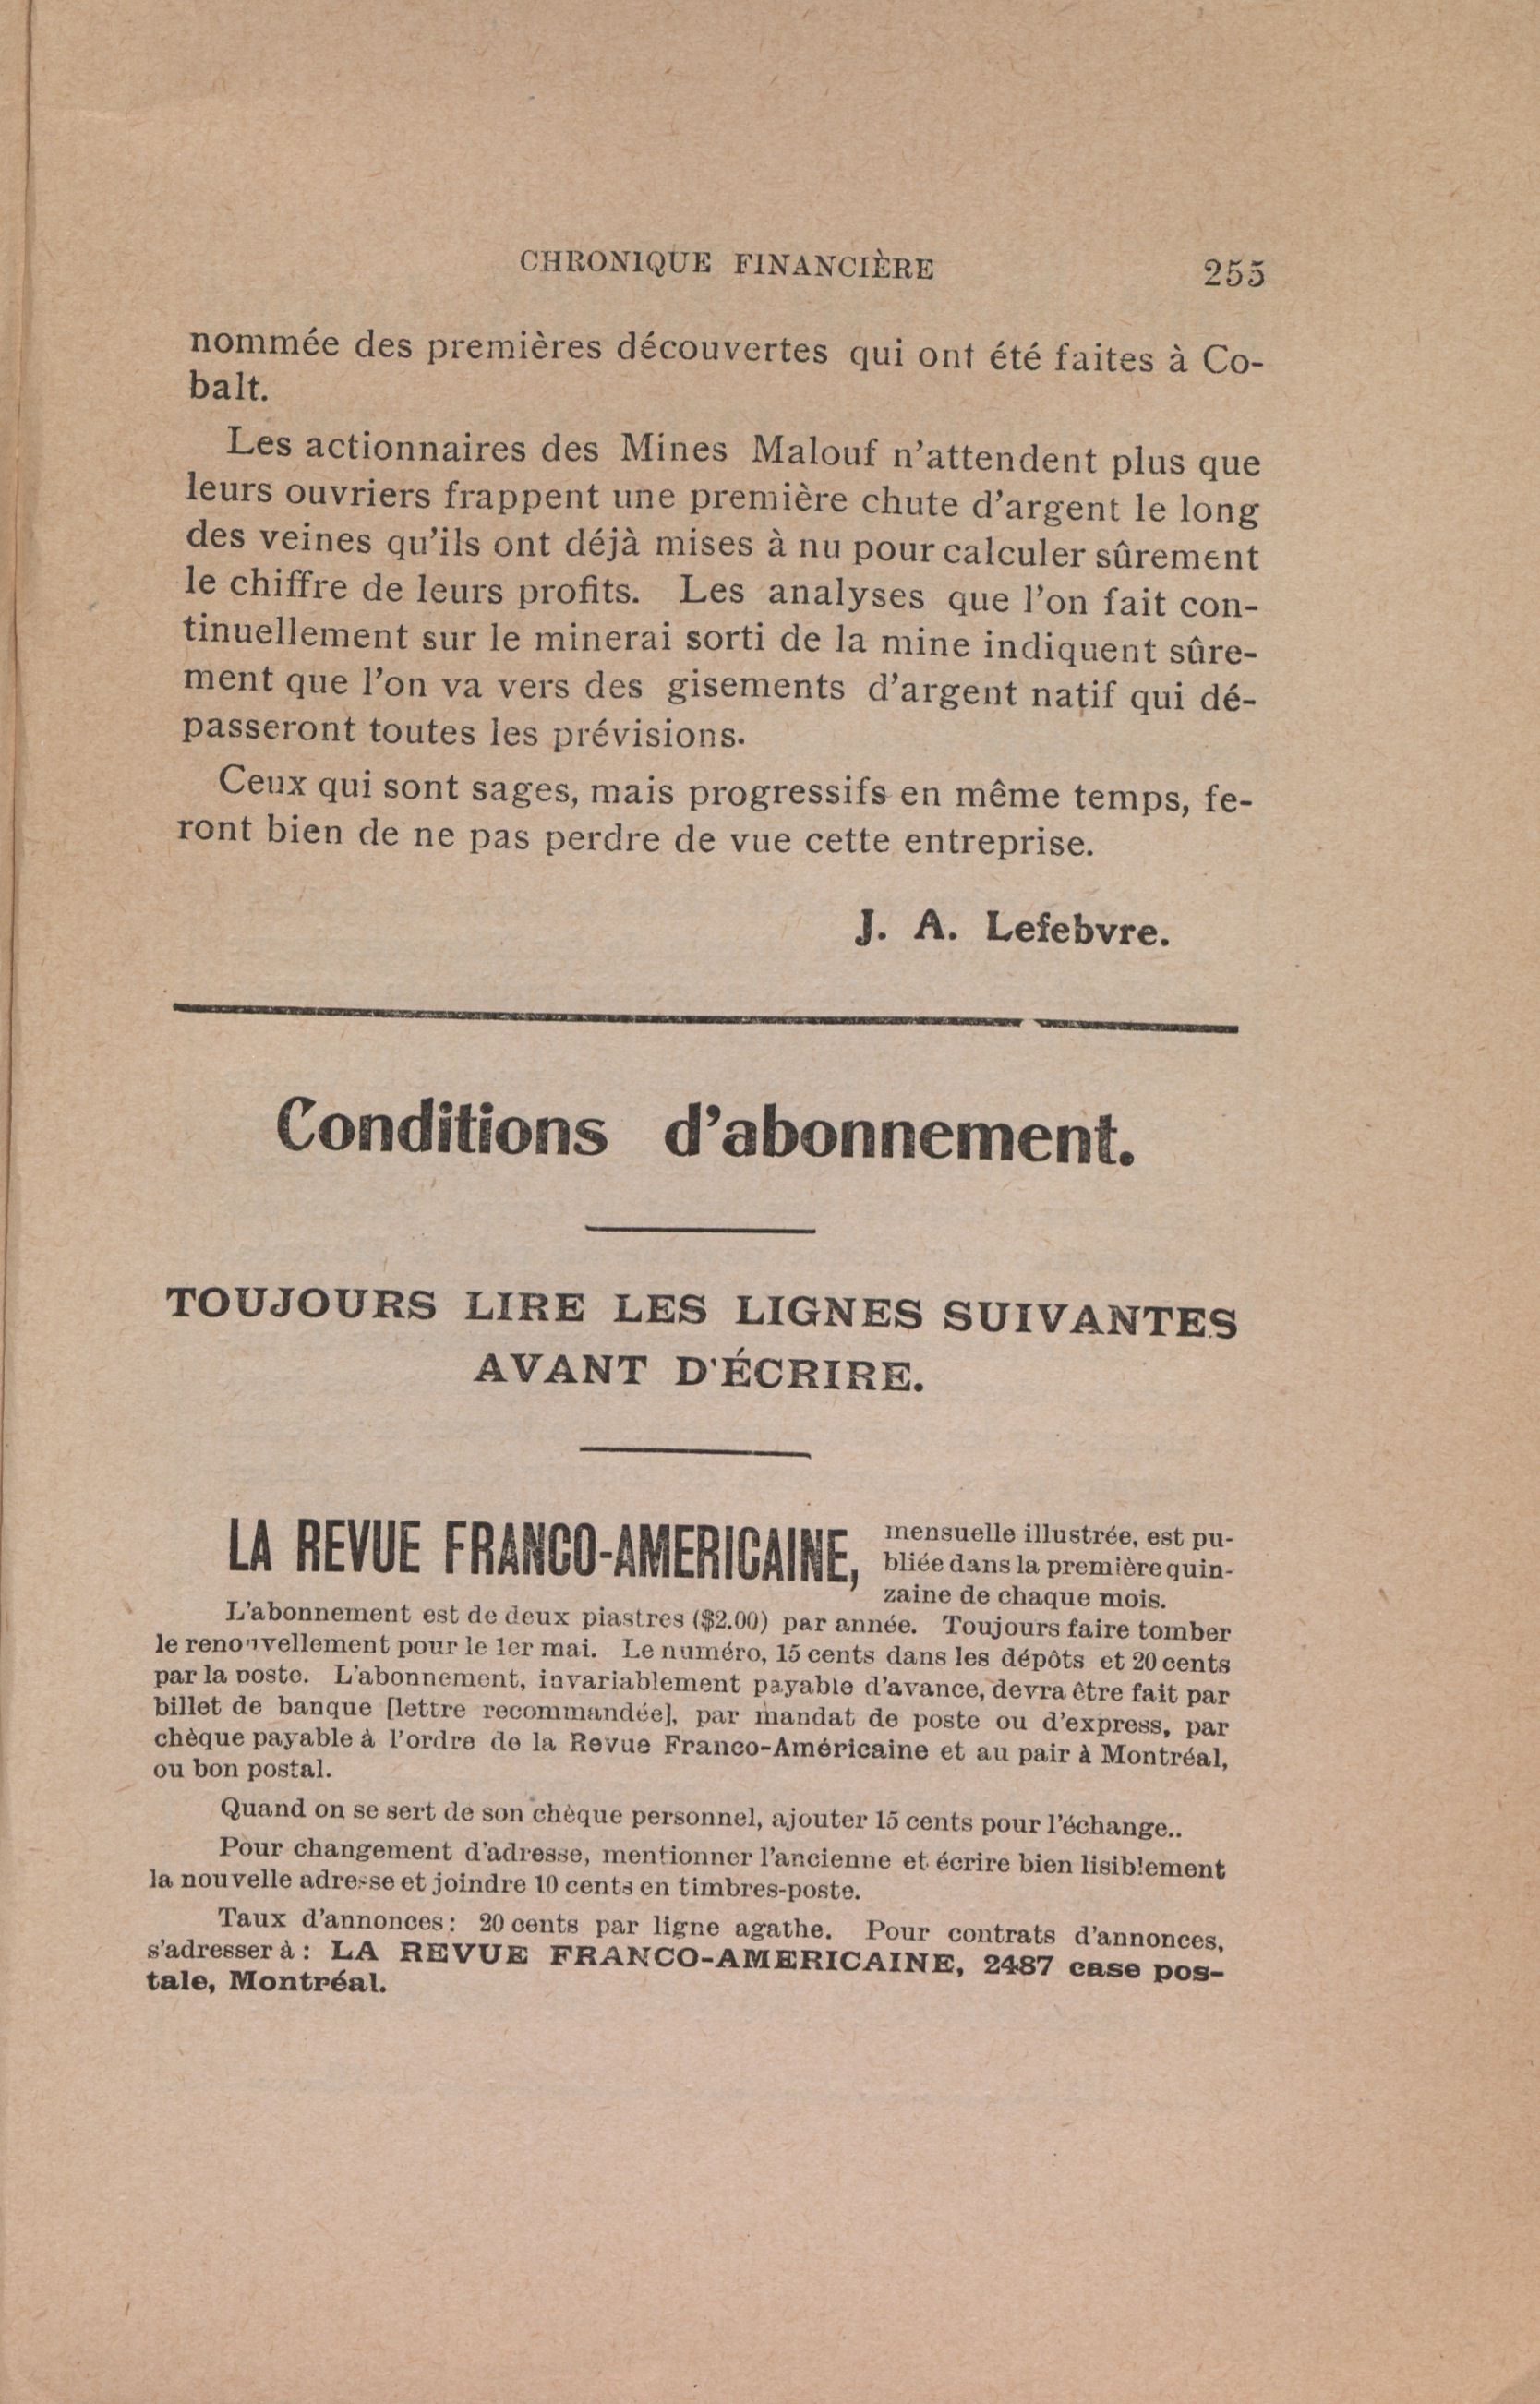 CHRONIQUE FINANCIÈRE 255
nommée des premières découvertes qui ont été faites à Co-
balt.
Les actionnaires des Mines Malouf n'attendent plus que
leurs ouvriers frappent une première chute d'argent le long
des veines qu'ils ont déjà mises à nu pour calculer sûrement
le chiffre de leurs profits. Les analyses que l'on fait con-
tinuellement sur le minerai sorti de la mine indiquent sûre-
ment que l'on va vers des gisements d'argent natif qui dé-
passeront toutes les prévisions.
Ceux qui sont sages, mais progressifs en même temps, fe-
ront bien de ne pas perdre de vue cette entreprise.
J. A. Lefebvre.
Conditions d'abonnement.
TOUJOURS LIRE LES LIGNES SUIVANTES
AVANT D'ÉCRIRE.
LA REVUE FRANCO-AMERICAINE, mensuelle illustrée, est pu-
bliée dans la première quin-
zaine de chaque mois.
L'abonnement est de deux piastres ($2.00) par année. Toujours faire tomber
le renouvellement pour le 1er mai. Le numéro, 15 cents dans les dépôts et 20 cents
par la poste. L'abonnement, invariablement payable d'avance, devra être fait par
billet de banque [lettre recommandée], par mandat de poste ou d'express, par
chèque payable à l'ordre de la Revue Franco-Américaine et au pair à Montréal,
ou bon postal.
Quand on se sert de son chèque personnel, ajouter 15 cents pour l'échange..
Pour changement d'adresse, mentionner l'ancienne et écrire bien lisiblement
la nouvelle adresse et joindre 10 cents en timbres-poste.
Taux d'annonces: 20 cents par ligne agathe. Pour contrats d'annonces,
s'adresser à : LA REVUE FRANCO-AMERICAINE, 2487 case pos-
tale, Montréal.